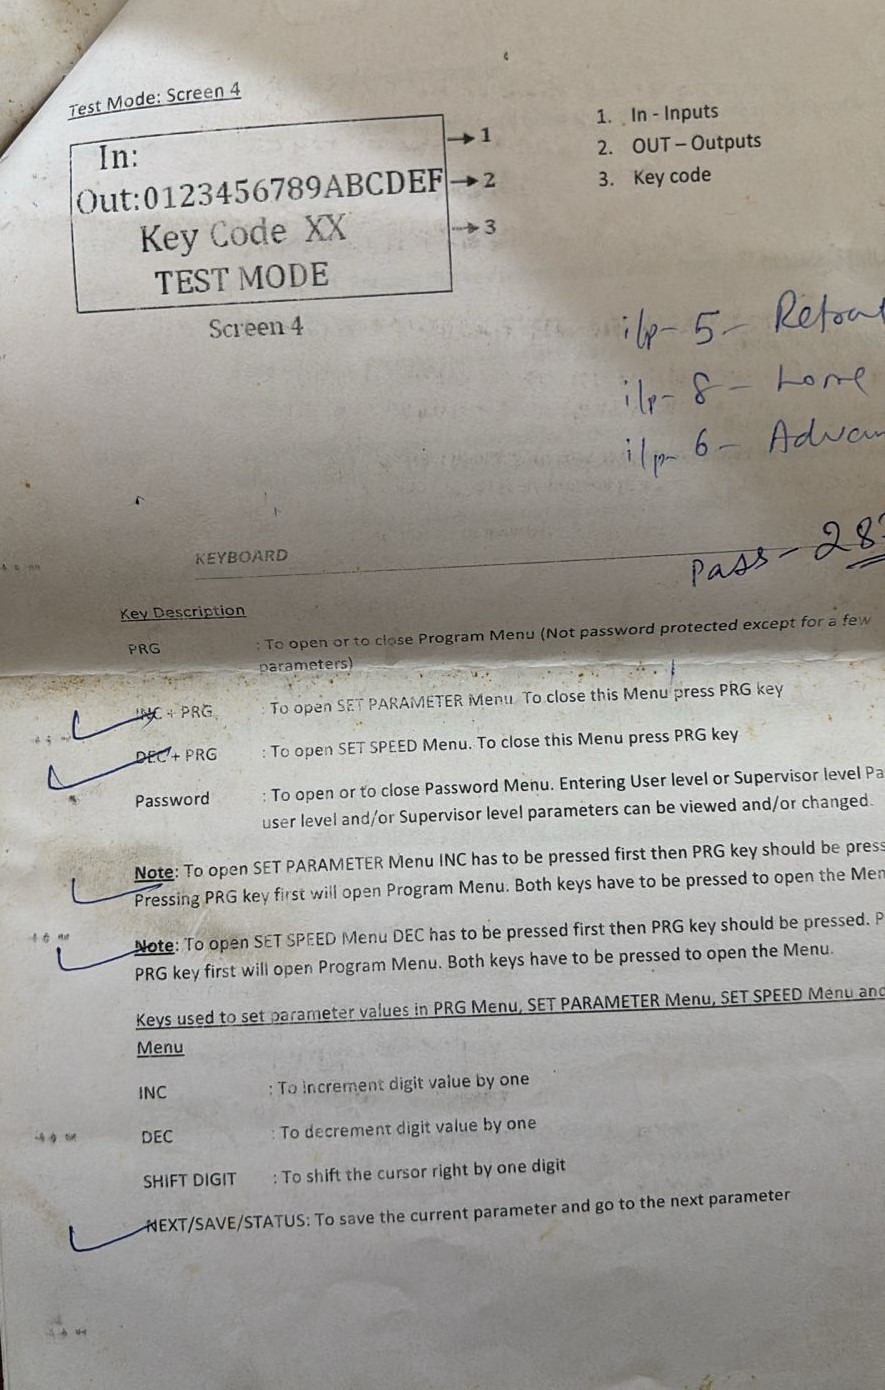 Test Mode: Screen 4
1. In - Inputs
2. OUT – Outputs
3. Key code
In:
→ 1
Out:0123456789ABCDEF
→ 2
Key Code XX
→ 3
TEST MODE
Screen 4
i/p- 5 -
i/p- 8 - Home
i/p- 6 -
KEYBOARD
Pass -
Key Description
PRG : To open or to close Program Menu (Not password protected except for a few
parameters)
INC + PRG : To open SET PARAMETER Menu. To close this Menu press PRG key
DEC + PRG : To open SET SPEED Menu. To close this Menu press PRG key
Password : To open or to close Password Menu. Entering User level or Supervisor level
user level and/or Supervisor level parameters can be viewed and/or changed.
Note: To open SET PARAMETER Menu INC has to be pressed first then PRG key should be
Pressing PRG key first will open Program Menu. Both keys have to be pressed to open the
Note: To open SET SPEED Menu DEC has to be pressed first then PRG key should be pressed.
PRG key first will open Program Menu. Both keys have to be pressed to open the Menu.
Keys used to set parameter values in PRG Menu, SET PARAMETER Menu, SET SPEED Menu and
Menu
INC : To increment digit value by one
DEC : To decrement digit value by one
SHIFT DIGIT : To shift the cursor right by one digit
NEXT/SAVE/STATUS: To save the current parameter and go to the next parameter